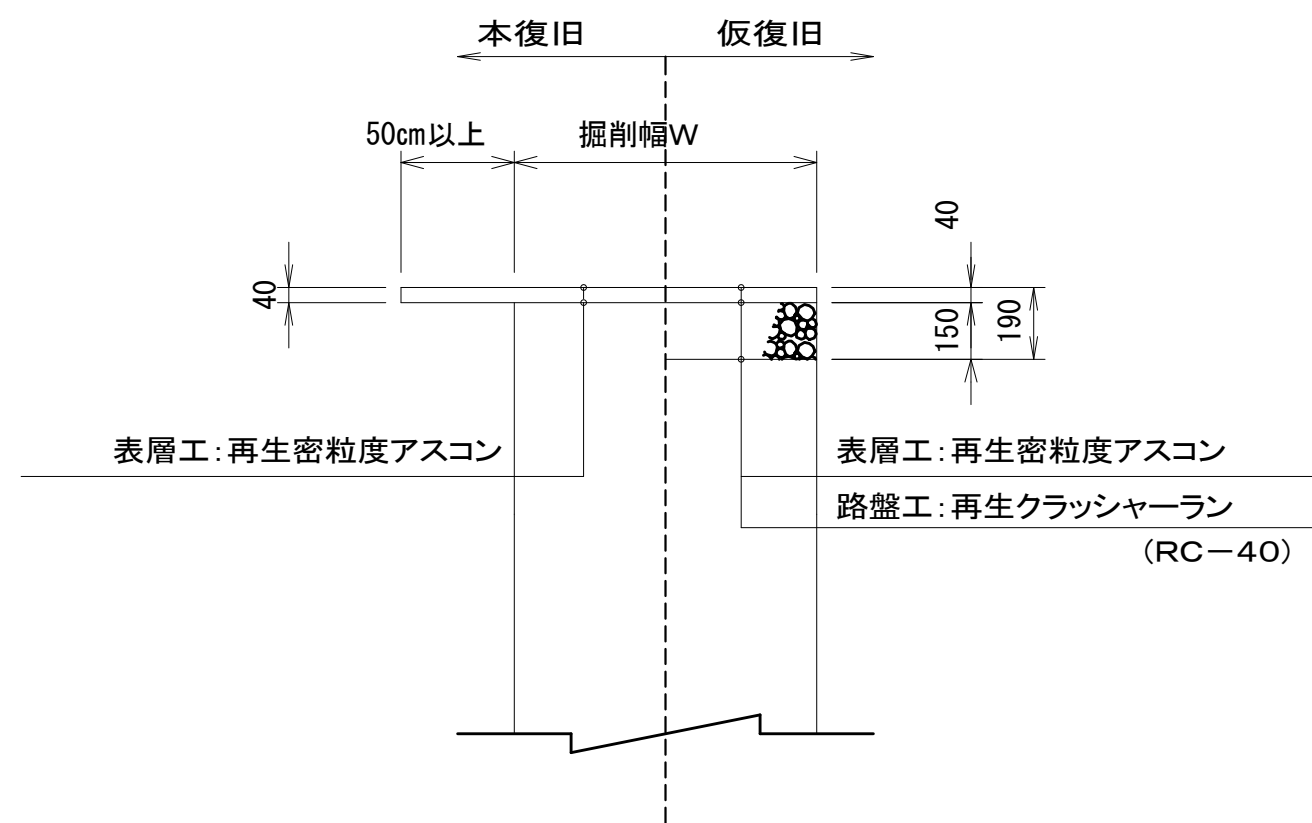 本復旧
仮復旧
50cm以上
掘削幅W
40
40
150
190
表層工:再生密粒度アスコン
表層工:再生密粒度アスコン
路盤工:再生クラッシャーラン
(RC-40)